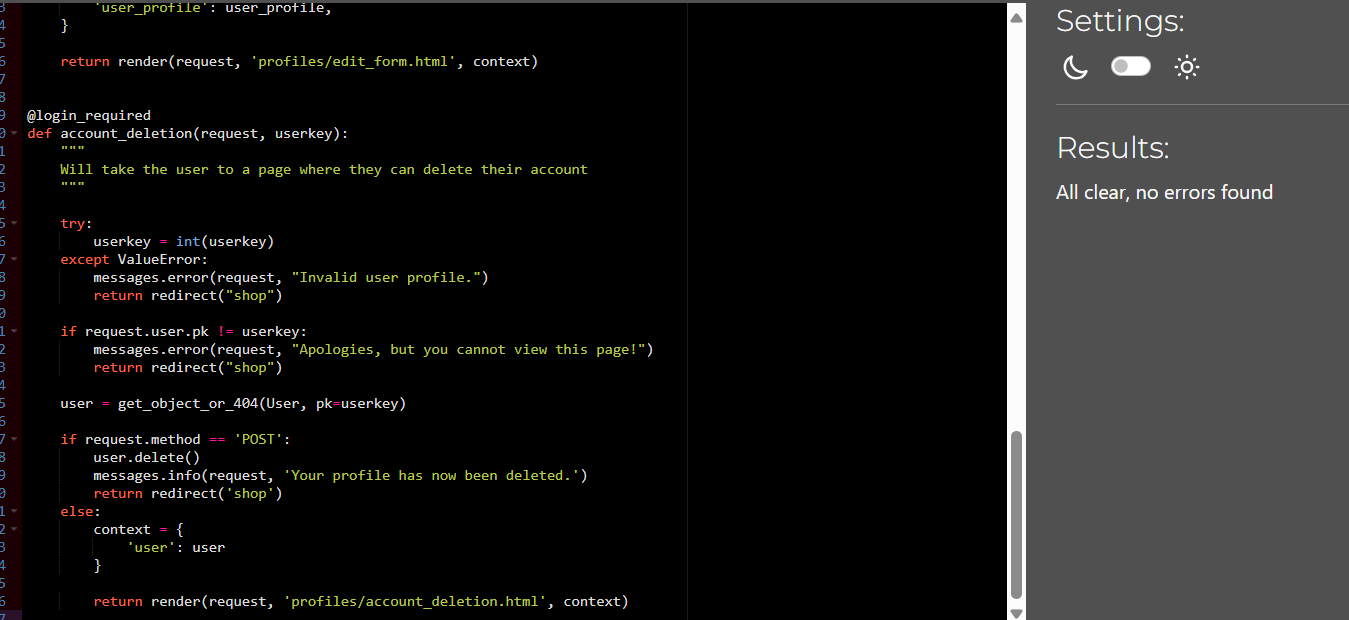 'user_profile': user_profile,
}
return render(request, 'profiles/edit_form.html', context)
@login_required
def account_deletion(request, userkey):
"""
Will take the user to a page where they can delete their account
"""
try:
userkey = int(userkey)
except ValueError:
messages.error(request, "Invalid user profile.")
return redirect("shop")
if request.user.pk != userkey:
messages.error(request, "Apologies, but you cannot view this page!")
return redirect("shop")
user = get_object_or_404(User, pk=userkey)
if request.method == 'POST':
user.delete()
messages.info(request, 'Your profile has now been deleted.')
return redirect('shop')
else:
context = {
'user': user
}
return render(request, 'profiles/account_deletion.html', context)
Settings:
Results:
All clear, no errors found